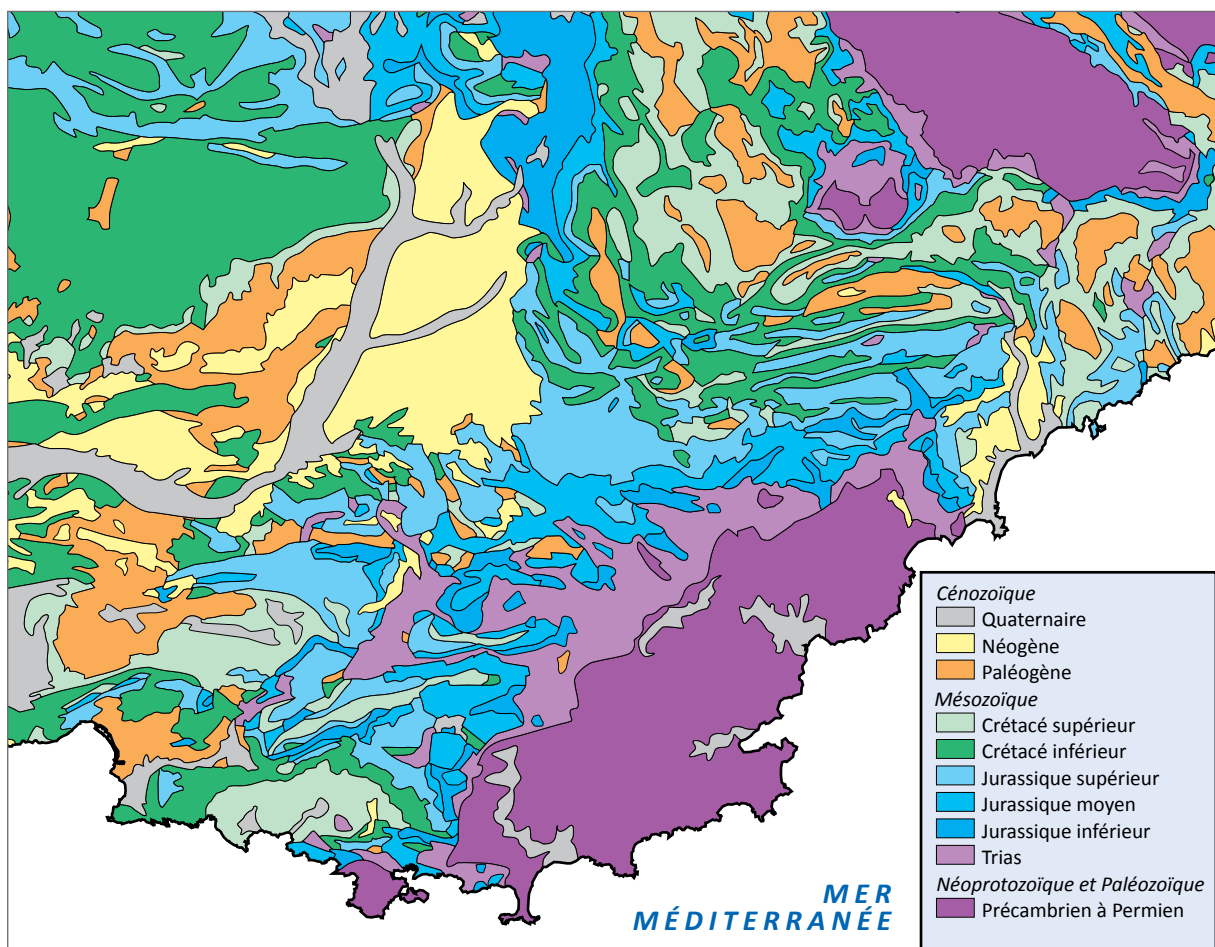 MER
MÉDITERRANÉE
Cénozoïque
Quaternaire
Néogène
Paléogène
Mésozoïque
Crétacé supérieur
Crétacé inférieur
Jurassique supérieur
Jurassique moyen
Jurassique inférieur
Trias
Néoprotozoïque et Paléozoïque
Précambrien à Permien